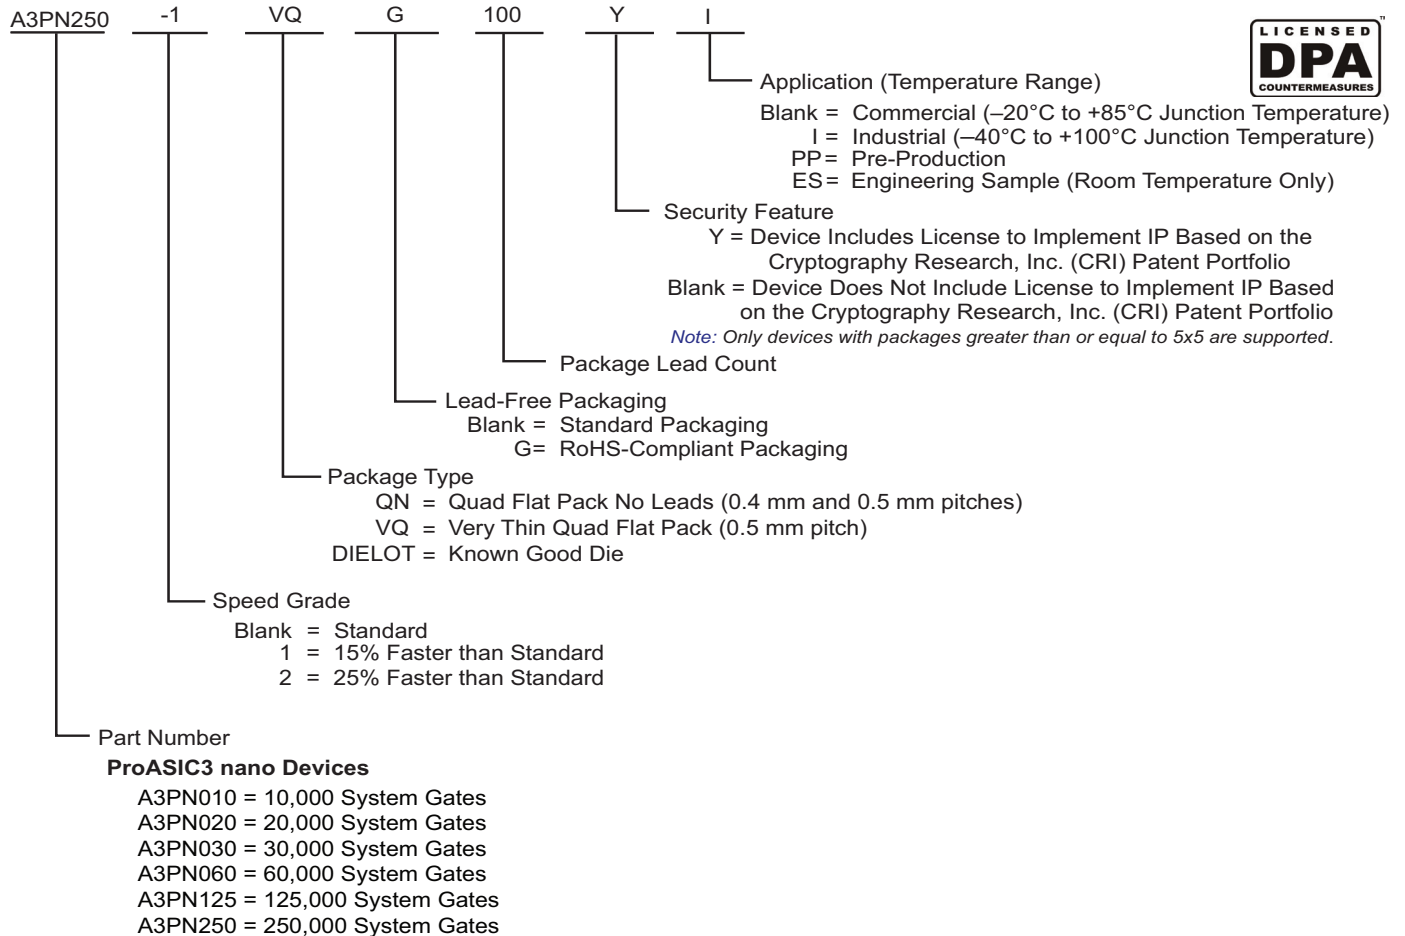 A3PN250 -1 VQ G 100 Y I
LICENSED
DPA
COUNTERMEASURES
™
Application (Temperature Range)
Blank = Commercial (–20°C to +85°C Junction Temperature)
I = Industrial (–40°C to +100°C Junction Temperature)
PP = Pre-Production
ES = Engineering Sample (Room Temperature Only)
Security Feature
Y = Device Includes License to Implement IP Based on the
Cryptography Research, Inc. (CRI) Patent Portfolio
Blank = Device Does Not Include License to Implement IP Based
on the Cryptography Research, Inc. (CRI) Patent Portfolio
Note: Only devices with packages greater than or equal to 5x5 are supported.
Package Lead Count
Lead-Free Packaging
Blank = Standard Packaging
G= RoHS-Compliant Packaging
Package Type
QN = Quad Flat Pack No Leads (0.4 mm and 0.5 mm pitches)
VQ = Very Thin Quad Flat Pack (0.5 mm pitch)
DIELOT = Known Good Die
Speed Grade
Blank = Standard
1 = 15% Faster than Standard
2 = 25% Faster than Standard
Part Number
ProASIC3 nano Devices
A3PN010 = 10,000 System Gates
A3PN020 = 20,000 System Gates
A3PN030 = 30,000 System Gates
A3PN060 = 60,000 System Gates
A3PN125 = 125,000 System Gates
A3PN250 = 250,000 System Gates